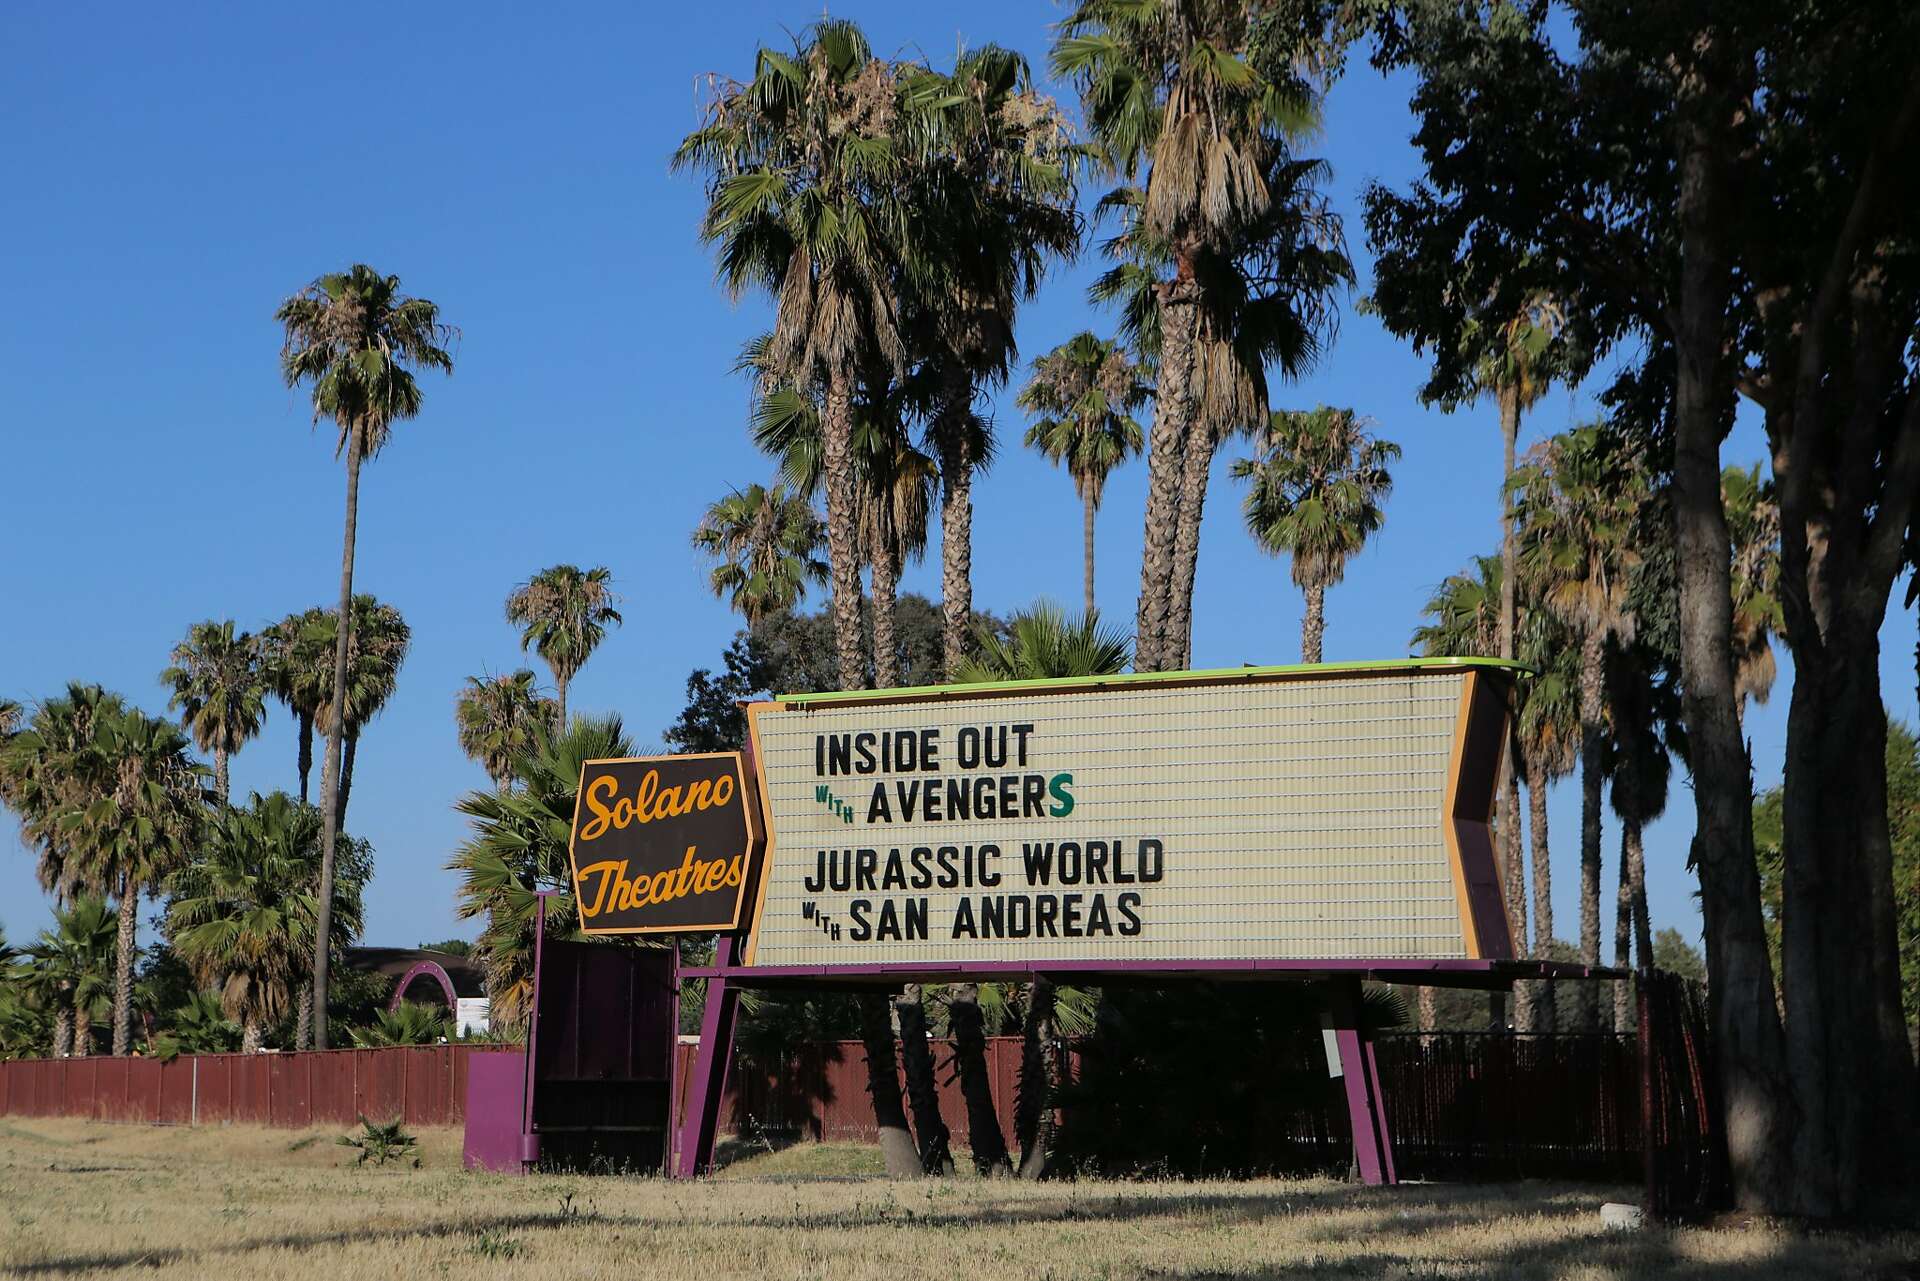 Solano
Theatres
INSIDE OUT
WITH AVENGERS
JURASSIC WORLD
WITH SAN ANDREAS